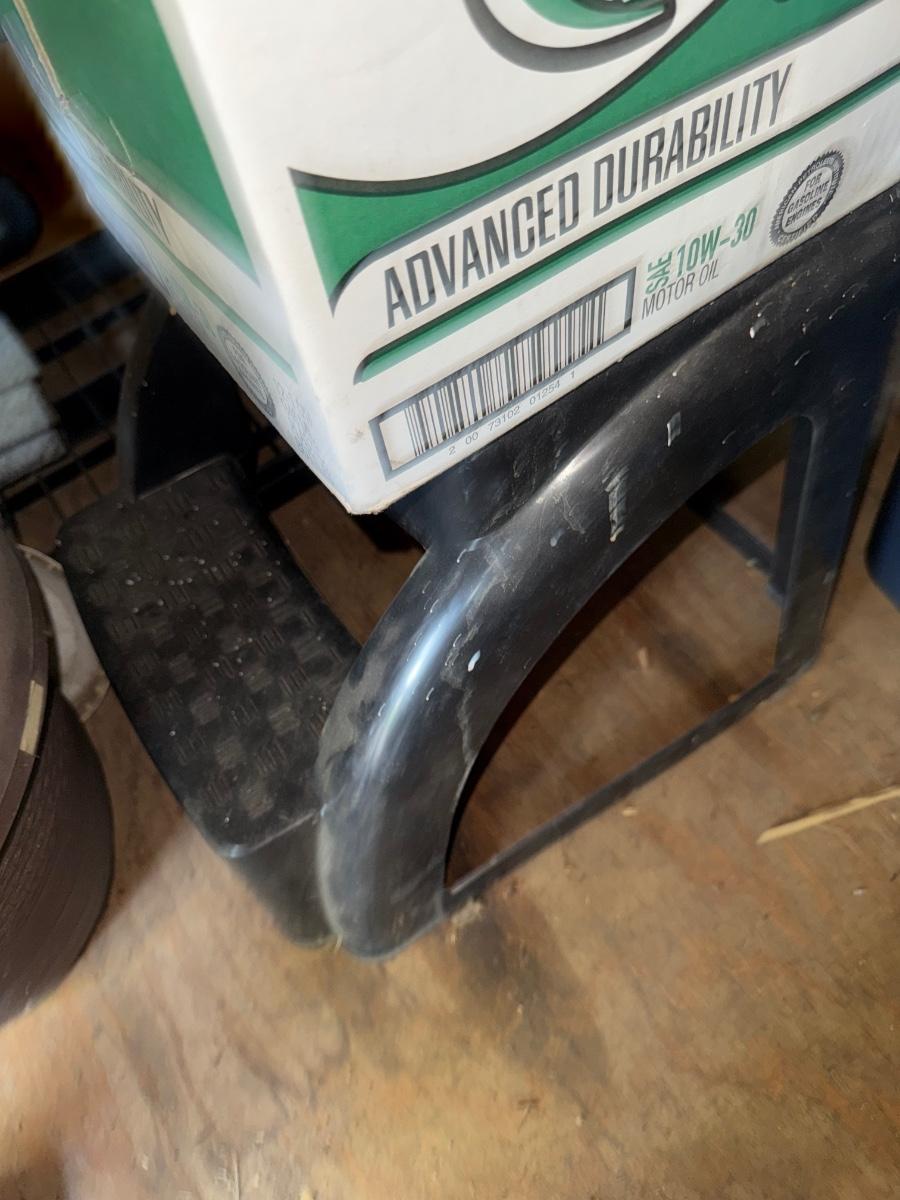 ADVANCED DURABILITY
SAE 10W-30
MOTOR OIL
FOR
GASOLINE
ENGINES
2 00 73102 01254 1